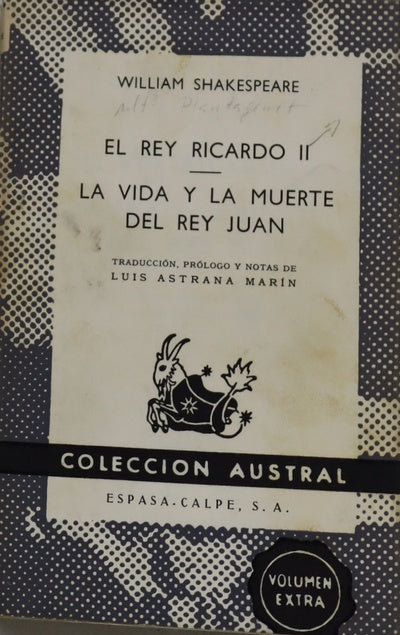 WILLIAM SHAKESPEARE
EL REY RICARDO II
LA VIDA Y LA MUERTE
DEL REY JUAN
TRADUCCIÓN, PRÓLOGO Y NOTAS DE
LUIS ASTRANA MARÍN
COLECCION AUSTRAL
ESPASA-CALPE, S. A.
VOLUMEN
EXTRA